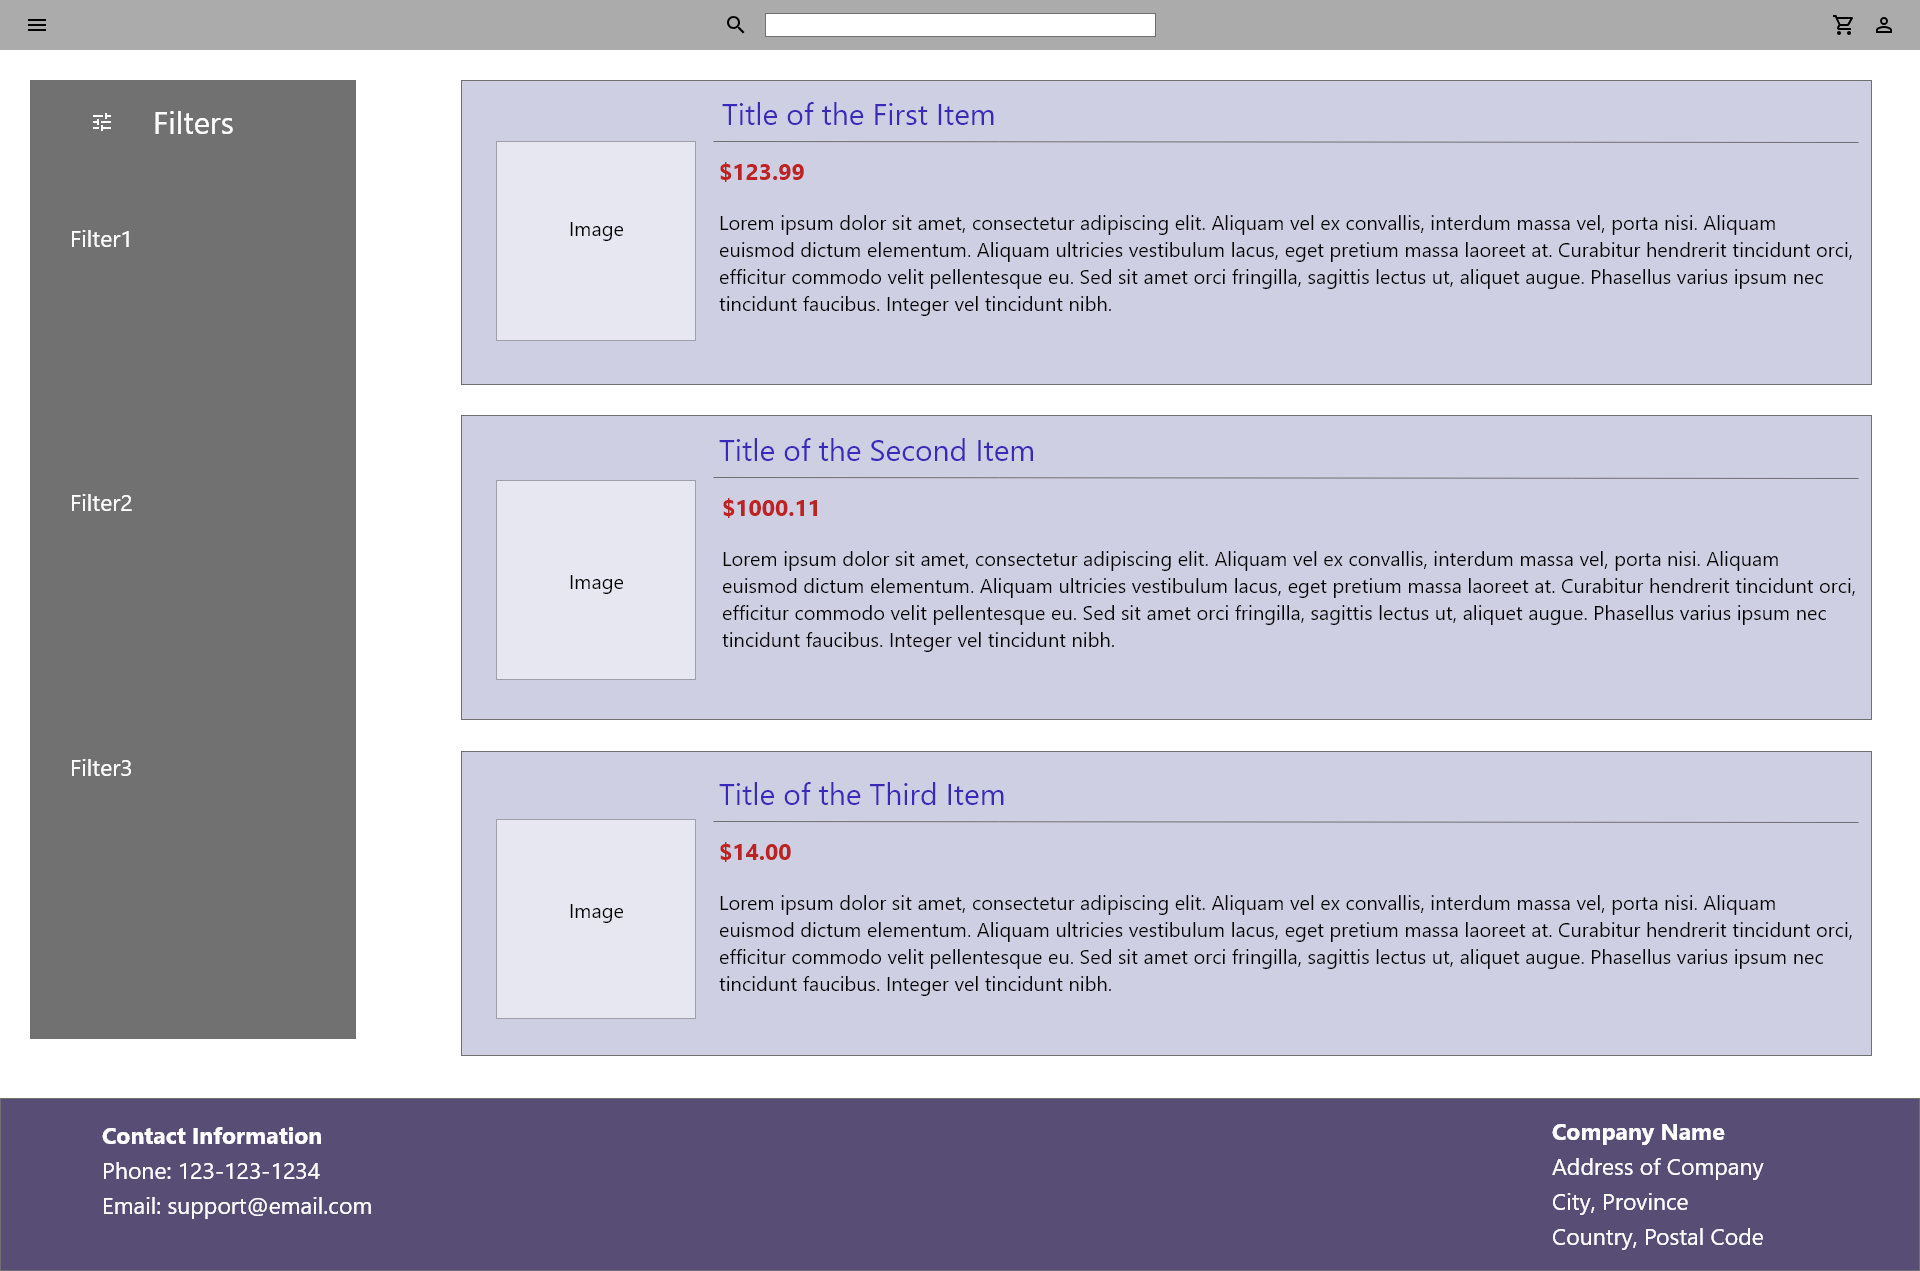 Filters
Filter1
Filter2
Filter3
Title of the First Item
$123.99
Image
Lorem ipsum dolor sit amet, consectetur adipiscing elit. Aliquam vel ex convallis, interdum massa vel, porta nisi. Aliquam
euismod dictum elementum. Aliquam ultricies vestibulum lacus, eget pretium massa laoreet at. Curabitur hendrerit tincidunt orci,
efficitur commodo velit pellentesque eu. Sed sit amet orci fringilla, sagittis lectus ut, aliquet augue. Phasellus varius ipsum nec
tincidunt faucibus. Integer vel tincidunt nibh.
Title of the Second Item
$1000.11
Image
Lorem ipsum dolor sit amet, consectetur adipiscing elit. Aliquam vel ex convallis, interdum massa vel, porta nisi. Aliquam
euismod dictum elementum. Aliquam ultricies vestibulum lacus, eget pretium massa laoreet at. Curabitur hendrerit tincidunt orci,
efficitur commodo velit pellentesque eu. Sed sit amet orci fringilla, sagittis lectus ut, aliquet augue. Phasellus varius ipsum nec
tincidunt faucibus. Integer vel tincidunt nibh.
Title of the Third Item
$14.00
Image
Lorem ipsum dolor sit amet, consectetur adipiscing elit. Aliquam vel ex convallis, interdum massa vel, porta nisi. Aliquam
euismod dictum elementum. Aliquam ultricies vestibulum lacus, eget pretium massa laoreet at. Curabitur hendrerit tincidunt orci,
efficitur commodo velit pellentesque eu. Sed sit amet orci fringilla, sagittis lectus ut, aliquet augue. Phasellus varius ipsum nec
tincidunt faucibus. Integer vel tincidunt nibh.
Contact Information
Phone: 123-123-1234
Email: support@email.com
Company Name
Address of Company
City, Province
Country, Postal Code